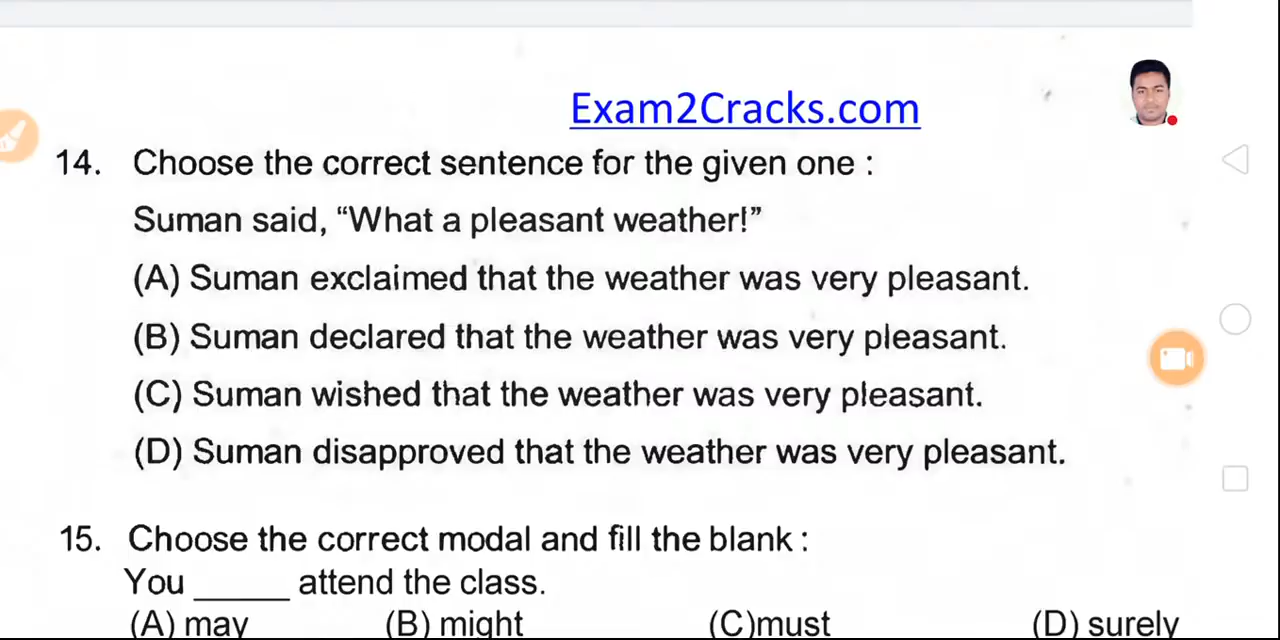 Exam2Cracks.com
14. Choose the correct sentence for the given one :
Suman said, “What a pleasant weather!”
(A) Suman exclaimed that the weather was very pleasant.
(B) Suman declared that the weather was very pleasant.
(C) Suman wished that the weather was very pleasant.
(D) Suman disapproved that the weather was very pleasant.
15. Choose the correct modal and fill the blank :
You ______ attend the class.
(A) may (B) might (C)must (D) surely